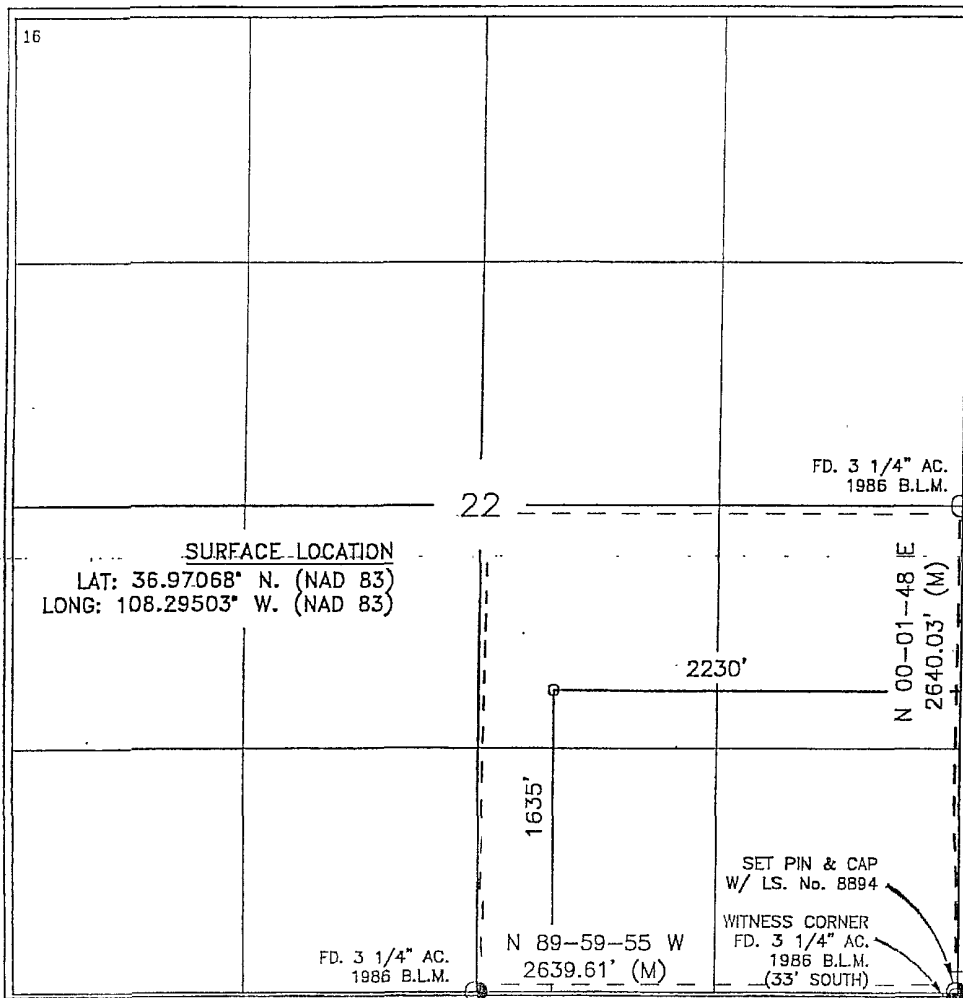 16
FD. 3 1/4" AC.
1986 B.L.M.
22
SURFACE LOCATION
LAT: 36.97068° N. (NAD 83)
LONG: 108.29503° W. (NAD 83)
N 00-01-48 E
2640.03' (M)
2230'
1635'
SET PIN & CAP
W/ LS. No. 8894
WITNESS CORNER
FD. 3 1/4" AC.
1986 B.L.M.
(33' SOUTH)
FD. 3 1/4" AC.
1986 B.L.M.
N 89-59-55 W
2639.61' (M)